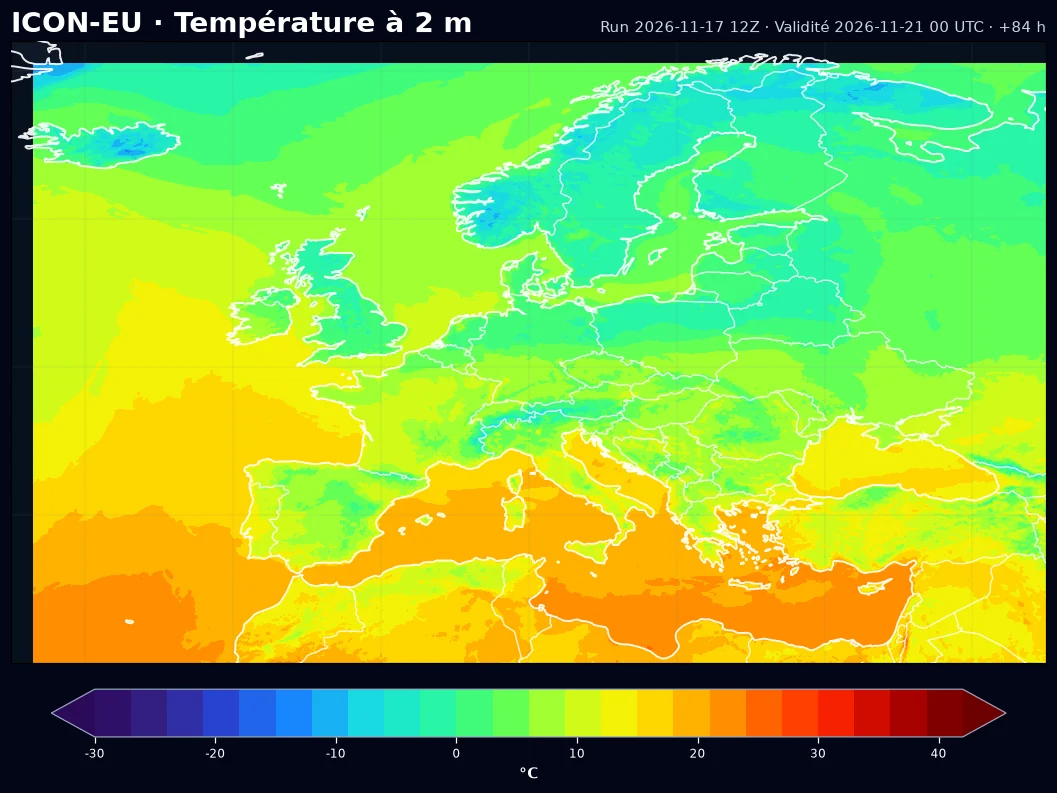 ICON-EU · Température à 2 m
Run 2026-11-17 12Z · Validité 2026-11-21 00 UTC · +84 h
-30 -20 -10 0 10 20 30 40
°C